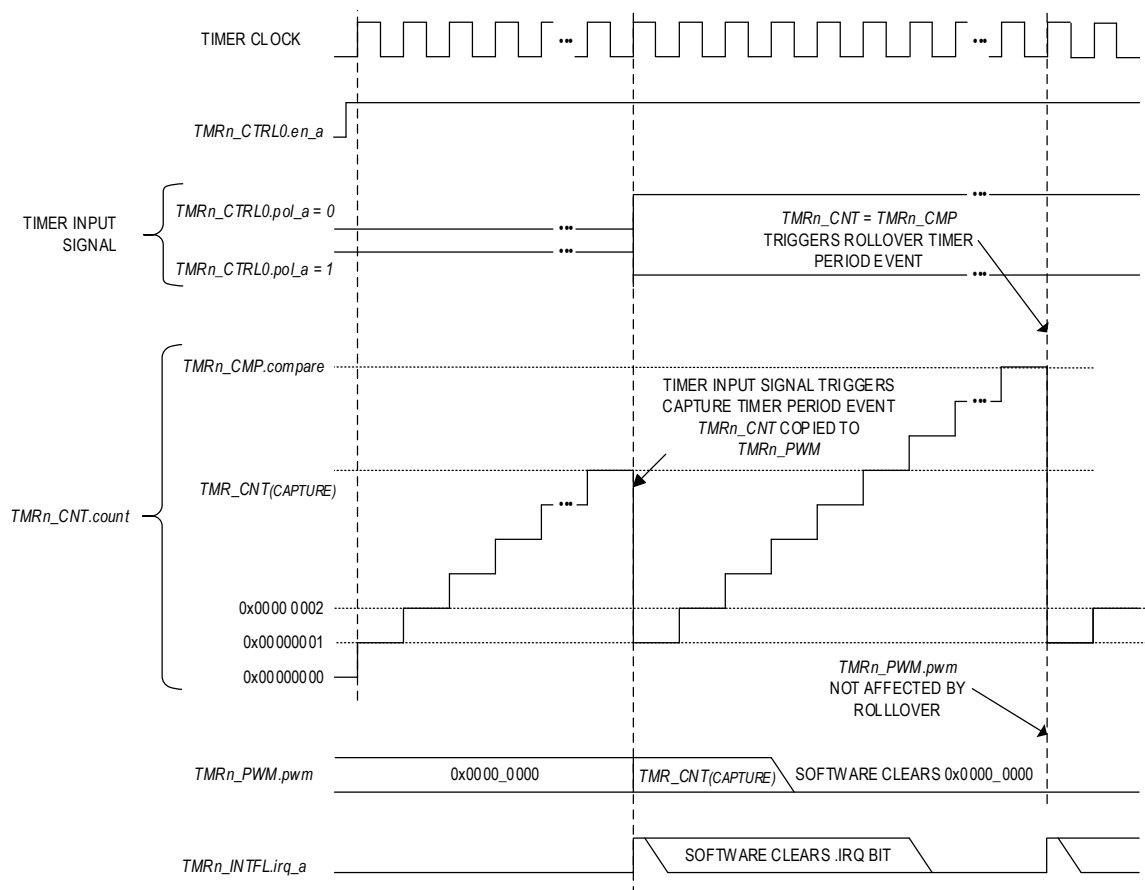 TIMER CLOCK
...
...
TMRn_CTRL0.en_a
TIMER INPUT
SIGNAL
TMRn_CTRL0.pol_a = 0
...
...
TMRn_CTRL0.pol_a = 1
...
...
TMRn_CNT = TMRn_CMP
TRIGGERS ROLLOVER TIMER
PERIOD EVENT
TMRn_CNT.count
TMRn_CMP.compare
TIMER INPUT SIGNAL TRIGGERS
CAPTURE TIMER PERIOD EVENT
TMRn_CNT COPIED TO
TMRn_PWM
...
TMR_CNT(CAPTURE)
...
0x0000 0002
0x00000001
0x00000000
TMRn_PWM.pwm
NOT AFFECTED BY
ROLLLOVER
TMRn_PWM.pwm
0x0000_0000
TMR_CNT(CAPTURE)
SOFTWARE CLEARS 0x0000_0000
TMRn_INTFL.irq_a
SOFTWARE CLEARS .IRQ BIT